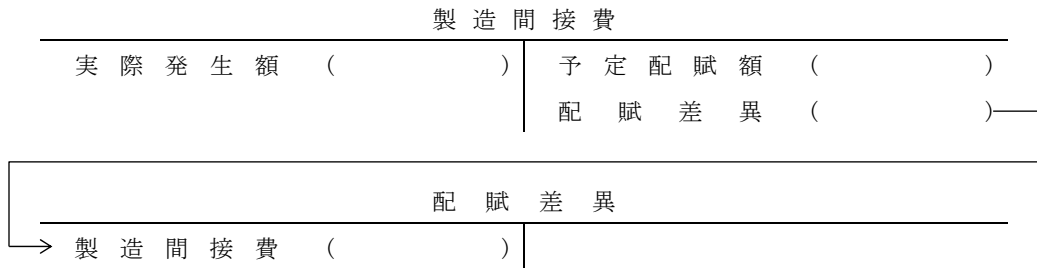 製造間接費
実際発生額 ( ) 予定配賦額 ( )
配賦差異 ( )
配賦差異
製造間接費 ( )